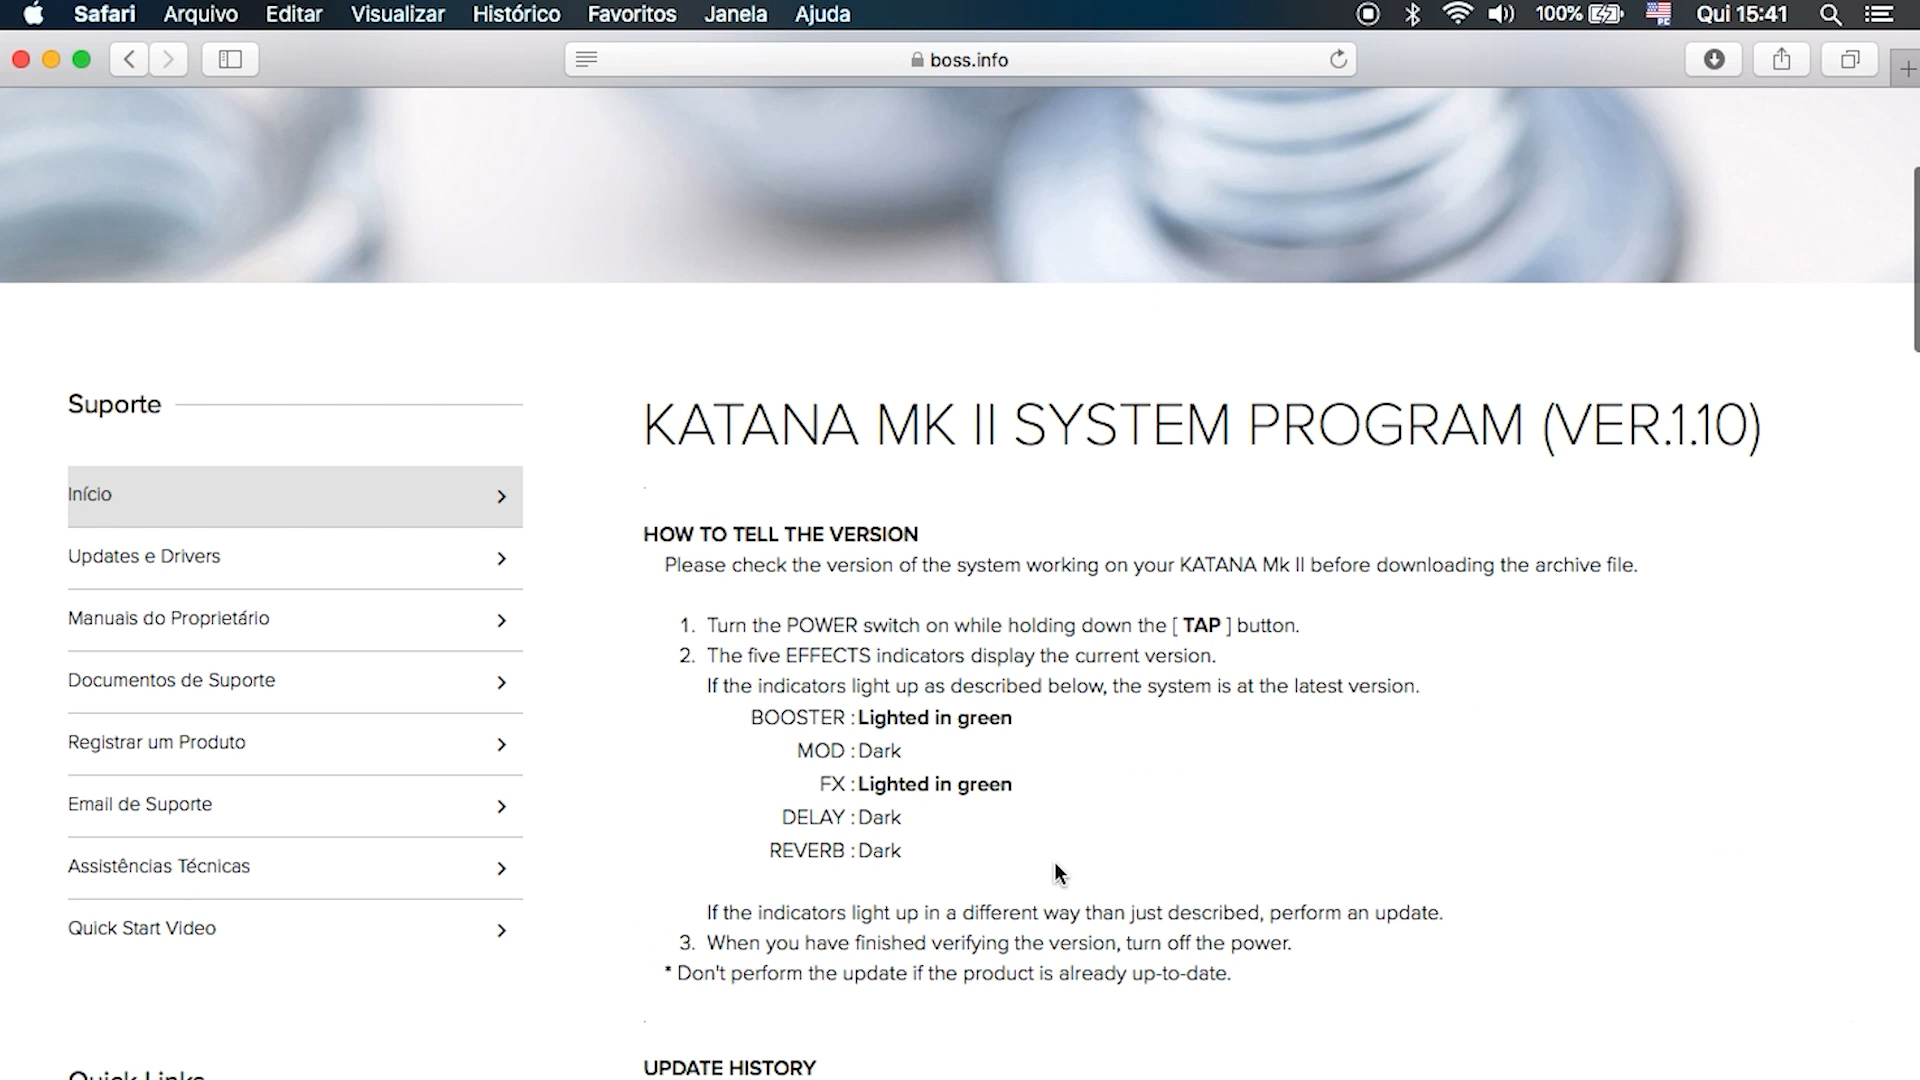 Safari Arquivo Editar Visualizar Histórico Favoritos Janela Ajuda 100% PC Qui 15:41
boss.info
Suporte
Início
Updates e Drivers
Manuais do Proprietário
Documentos de Suporte
Registrar um Produto
Email de Suporte
Assistências Técnicas
Quick Start Video
Quick Links
KATANA MK II SYSTEM PROGRAM (VER.1.10)
HOW TO TELL THE VERSION
Please check the version of the system working on your KATANA Mk II before downloading the archive file.
1. Turn the POWER switch on while holding down the [ TAP ] button.
2. The five EFFECTS indicators display the current version.
If the indicators light up as described below, the system is at the latest version.
BOOSTER : Lighted in green
MOD : Dark
FX : Lighted in green
DELAY : Dark
REVERB : Dark
If the indicators light up in a different way than just described, perform an update.
3. When you have finished verifying the version, turn off the power.
* Don't perform the update if the product is already up-to-date.
UPDATE HISTORY